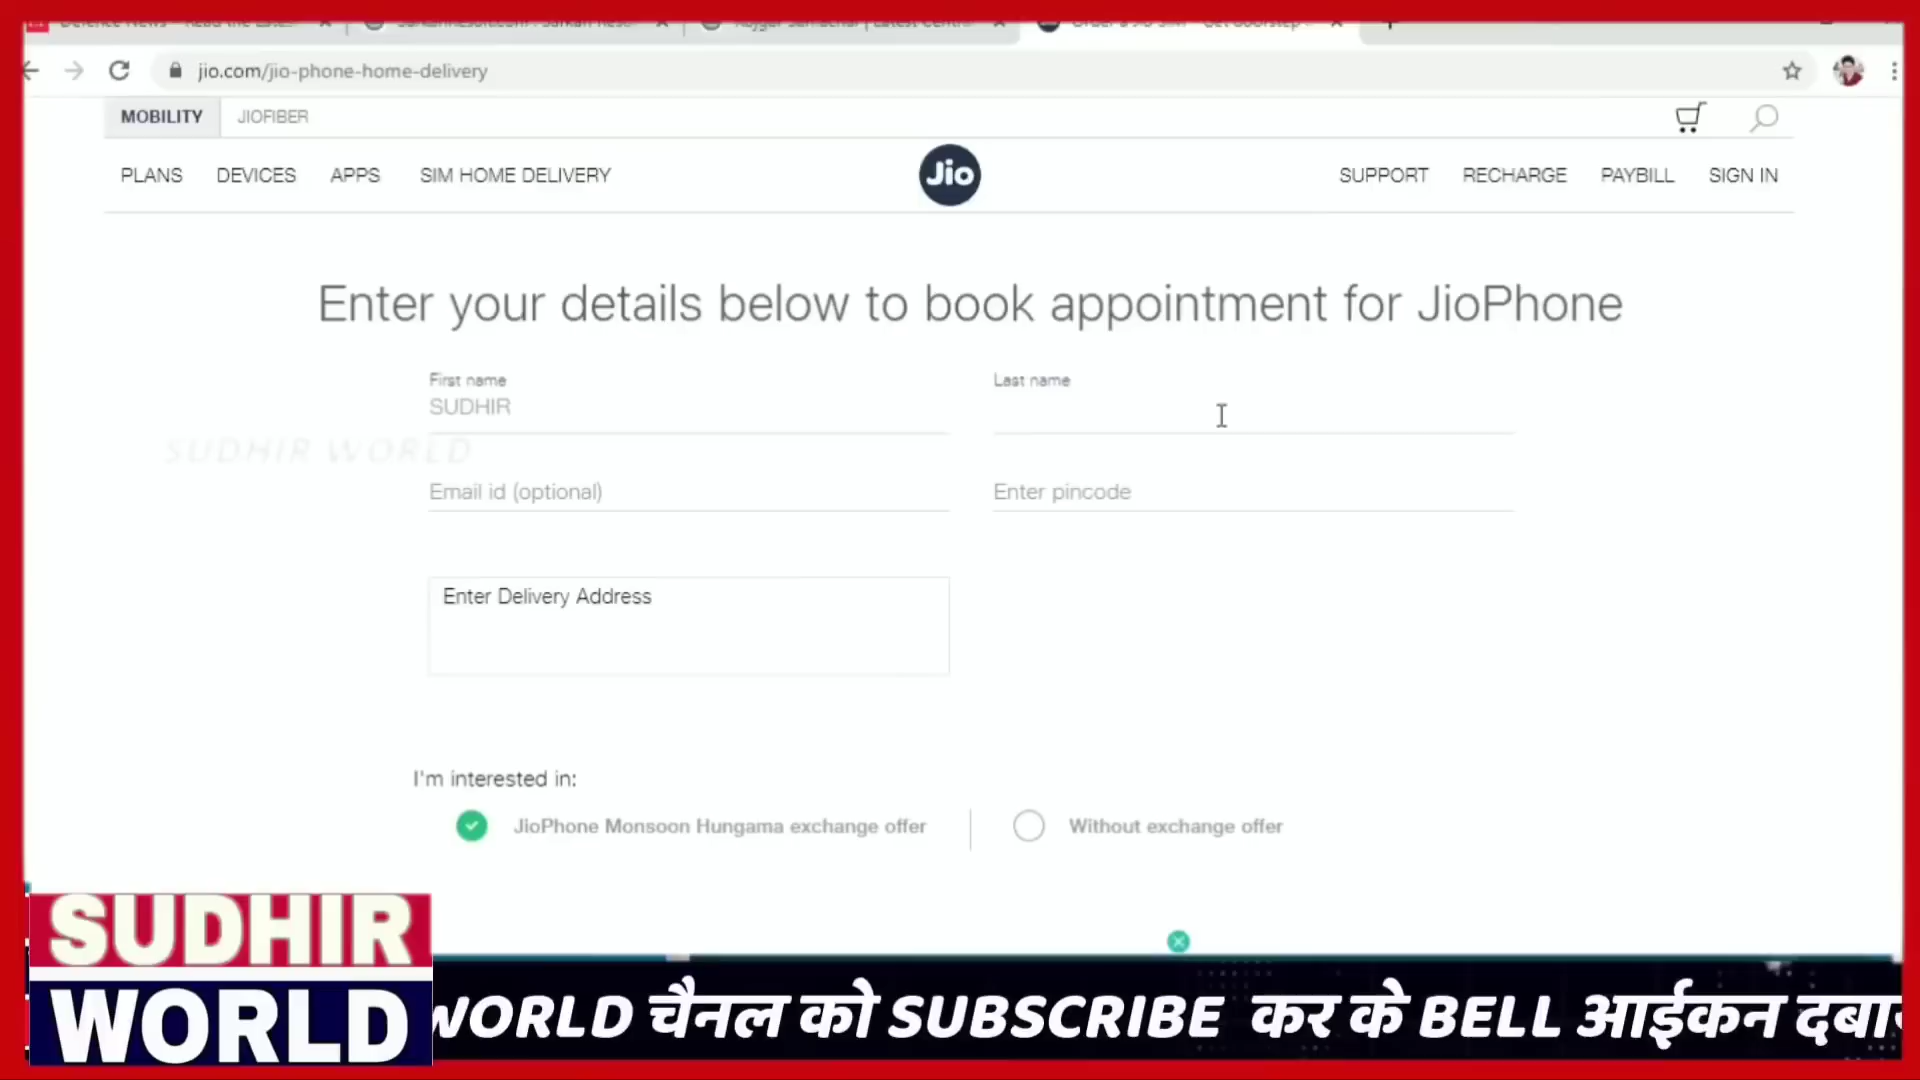 jio.com/jio-phone-home-delivery
MOBILITY JIOFIBER
PLANS DEVICES APPS SIM HOME DELIVERY Jio SUPPORT RECHARGE PAYBILL SIGN IN
Enter your details below to book appointment for JioPhone
First name Last name
SUDHIR
SUDHIR WORLD
Email id (optional) Enter pincode
Enter Delivery Address
I'm interested in:
JioPhone Monsoon Hungama exchange offer Without exchange offer
SUDHIR
WORLD
WORLD चैनल को SUBSCRIBE कर के BELL आईकन